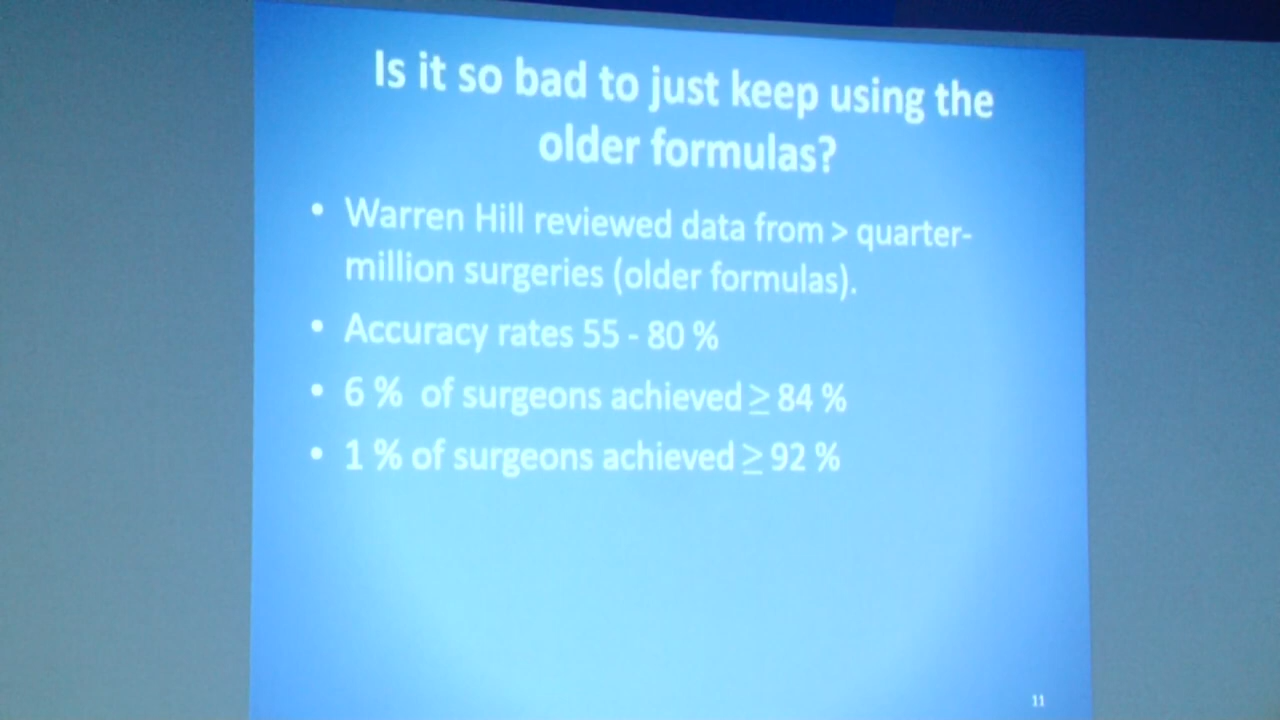 Is it so bad to just keep using the
older formulas?
• Warren Hill reviewed data from > quarter-
million surgeries (older formulas).
• Accuracy rates 55 - 80 %
• 6 % of surgeons achieved ≥ 84 %
• 1 % of surgeons achieved ≥ 92 %
11